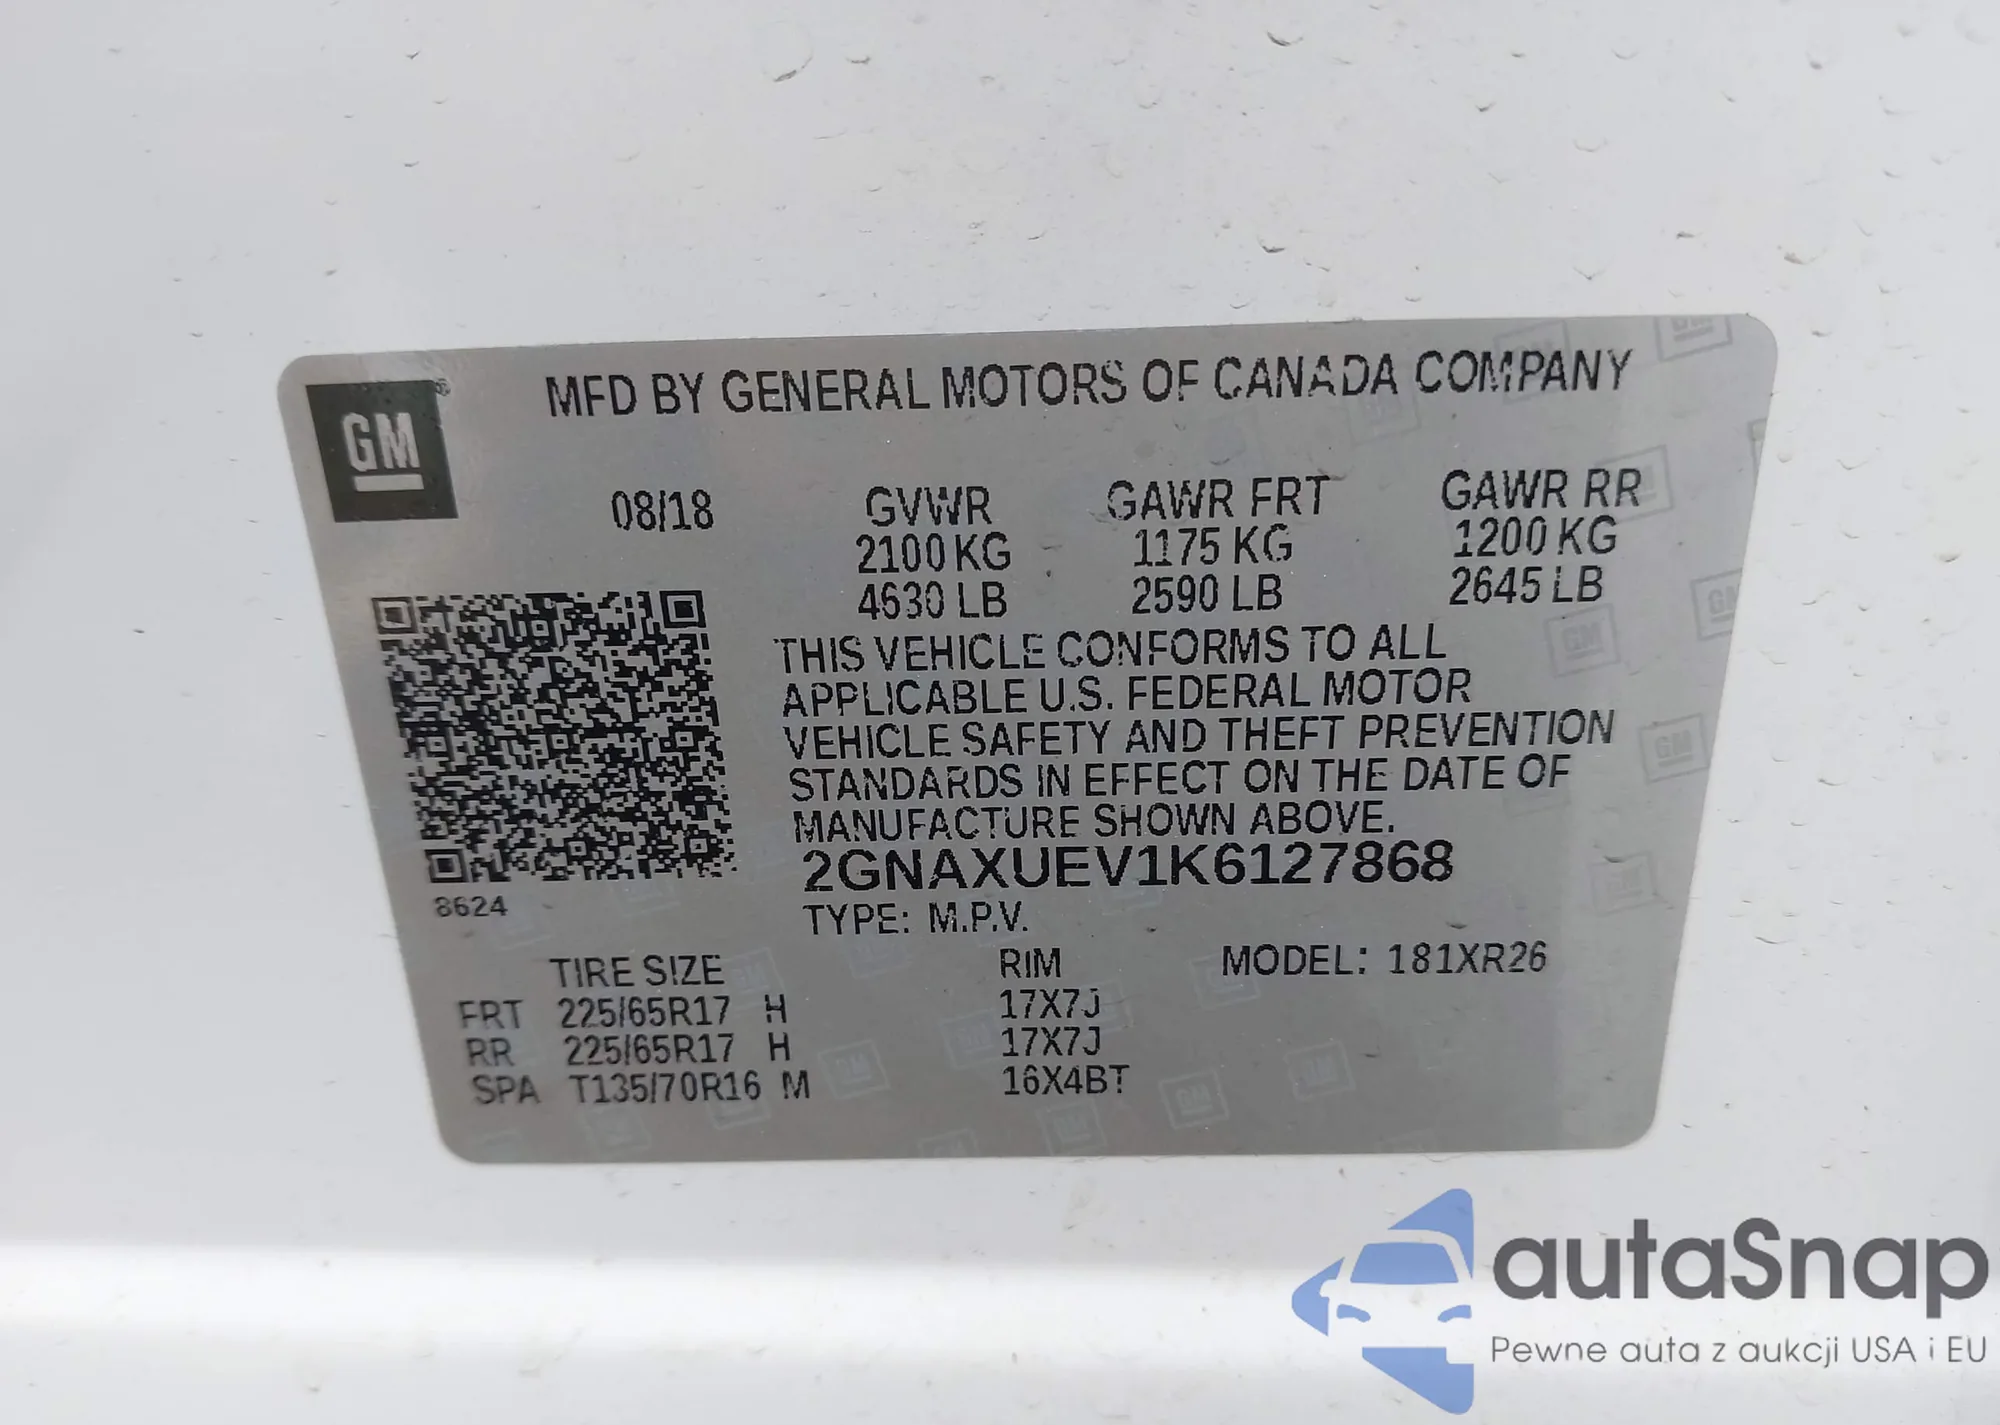 GM®
MFD BY GENERAL MOTORS OF CANADA COMPANY
08/18
GVWR GAWR FRT GAWR RR
2100 KG 1175 KG 1200 KG
4630 LB 2590 LB 2645 LB
THIS VEHICLE CONFORMS TO ALL
APPLICABLE U.S. FEDERAL MOTOR
VEHICLE SAFETY AND THEFT PREVENTION
STANDARDS IN EFFECT ON THE DATE OF
MANUFACTURE SHOWN ABOVE.
2GNAXUEV1K6127868
8624
TYPE: M.P.V.
TIRE SIZE RIM MODEL: 181XR26
FRT 225/65R17 H 17X7J
RR 225/65R17 H 17X7J
SPA T135/70R16 M 16X4BT
autaSnap
Pewne auta z aukcji USA i EU